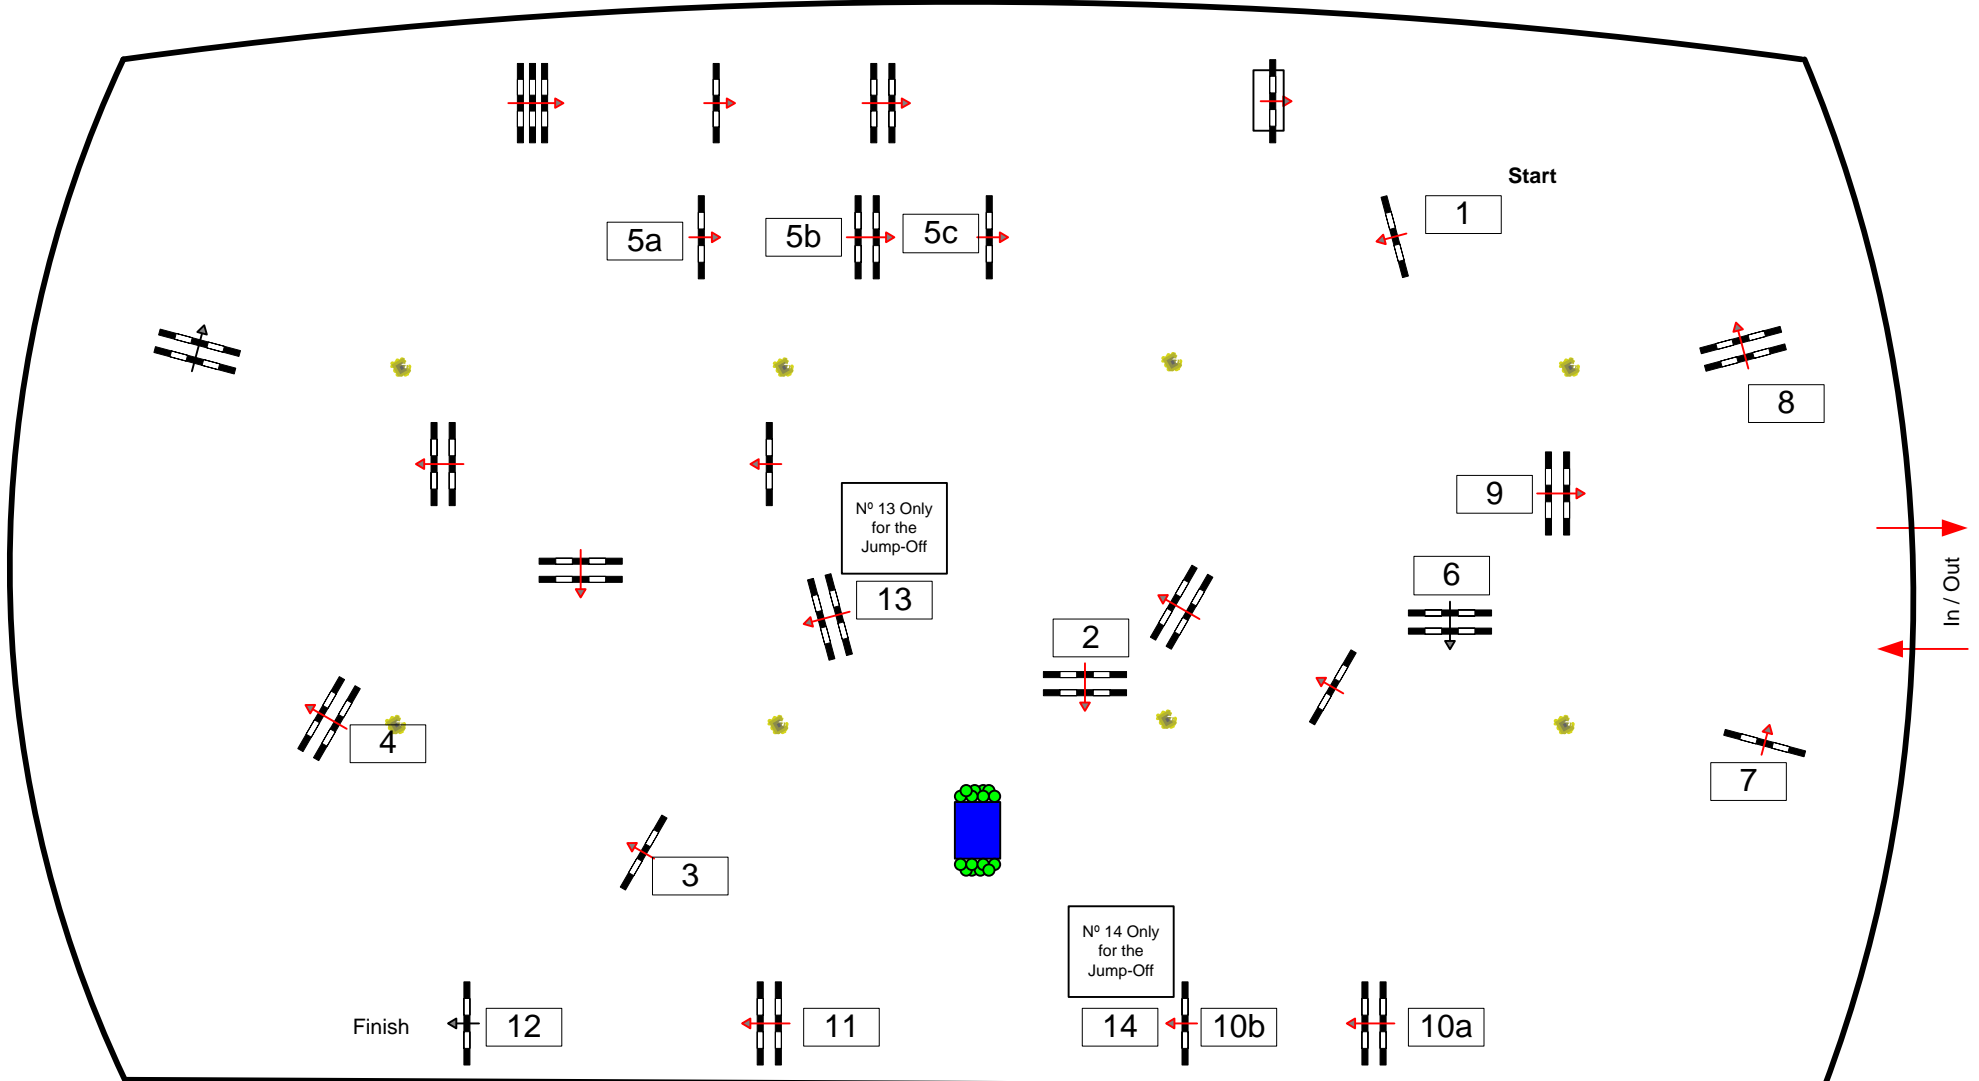 Start
1
5a
5b
5c
8
9
Nº 13 Only
for the
Jump-Off
13
6
2
In / Out
4
7
3
Nº 14 Only
for the
Jump-Off
Finish
12
11
14
10b
10a